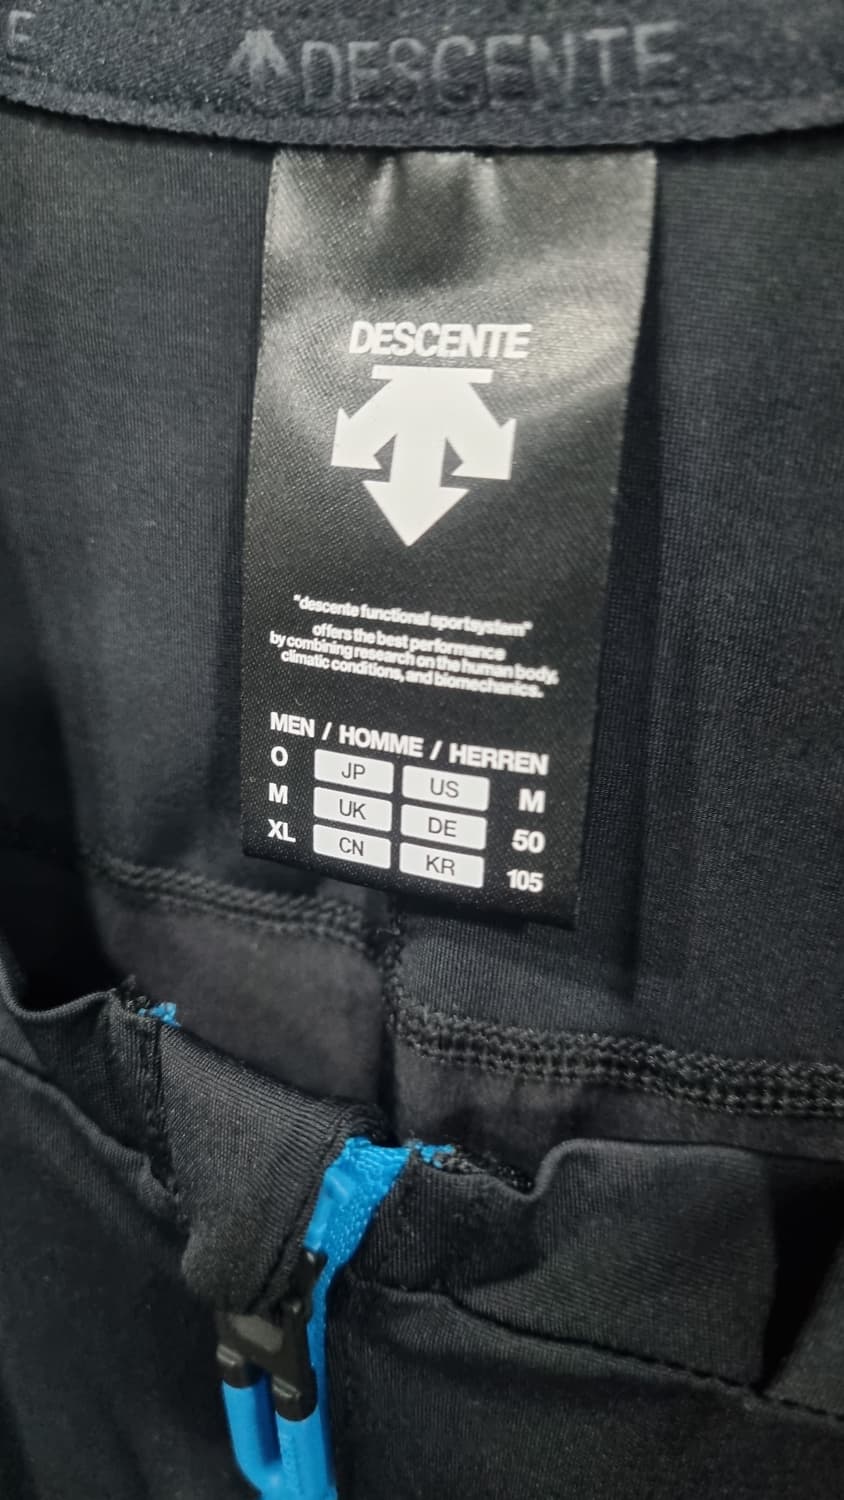 E DESCENTE
DESCENTE
"descente functional sportsystem"
offers the best performance
by combining research on the human body,
climatic conditions, and biomechanics.
MEN / HOMME / HERREN
O JP US M
M UK DE 50
XL CN KR 105